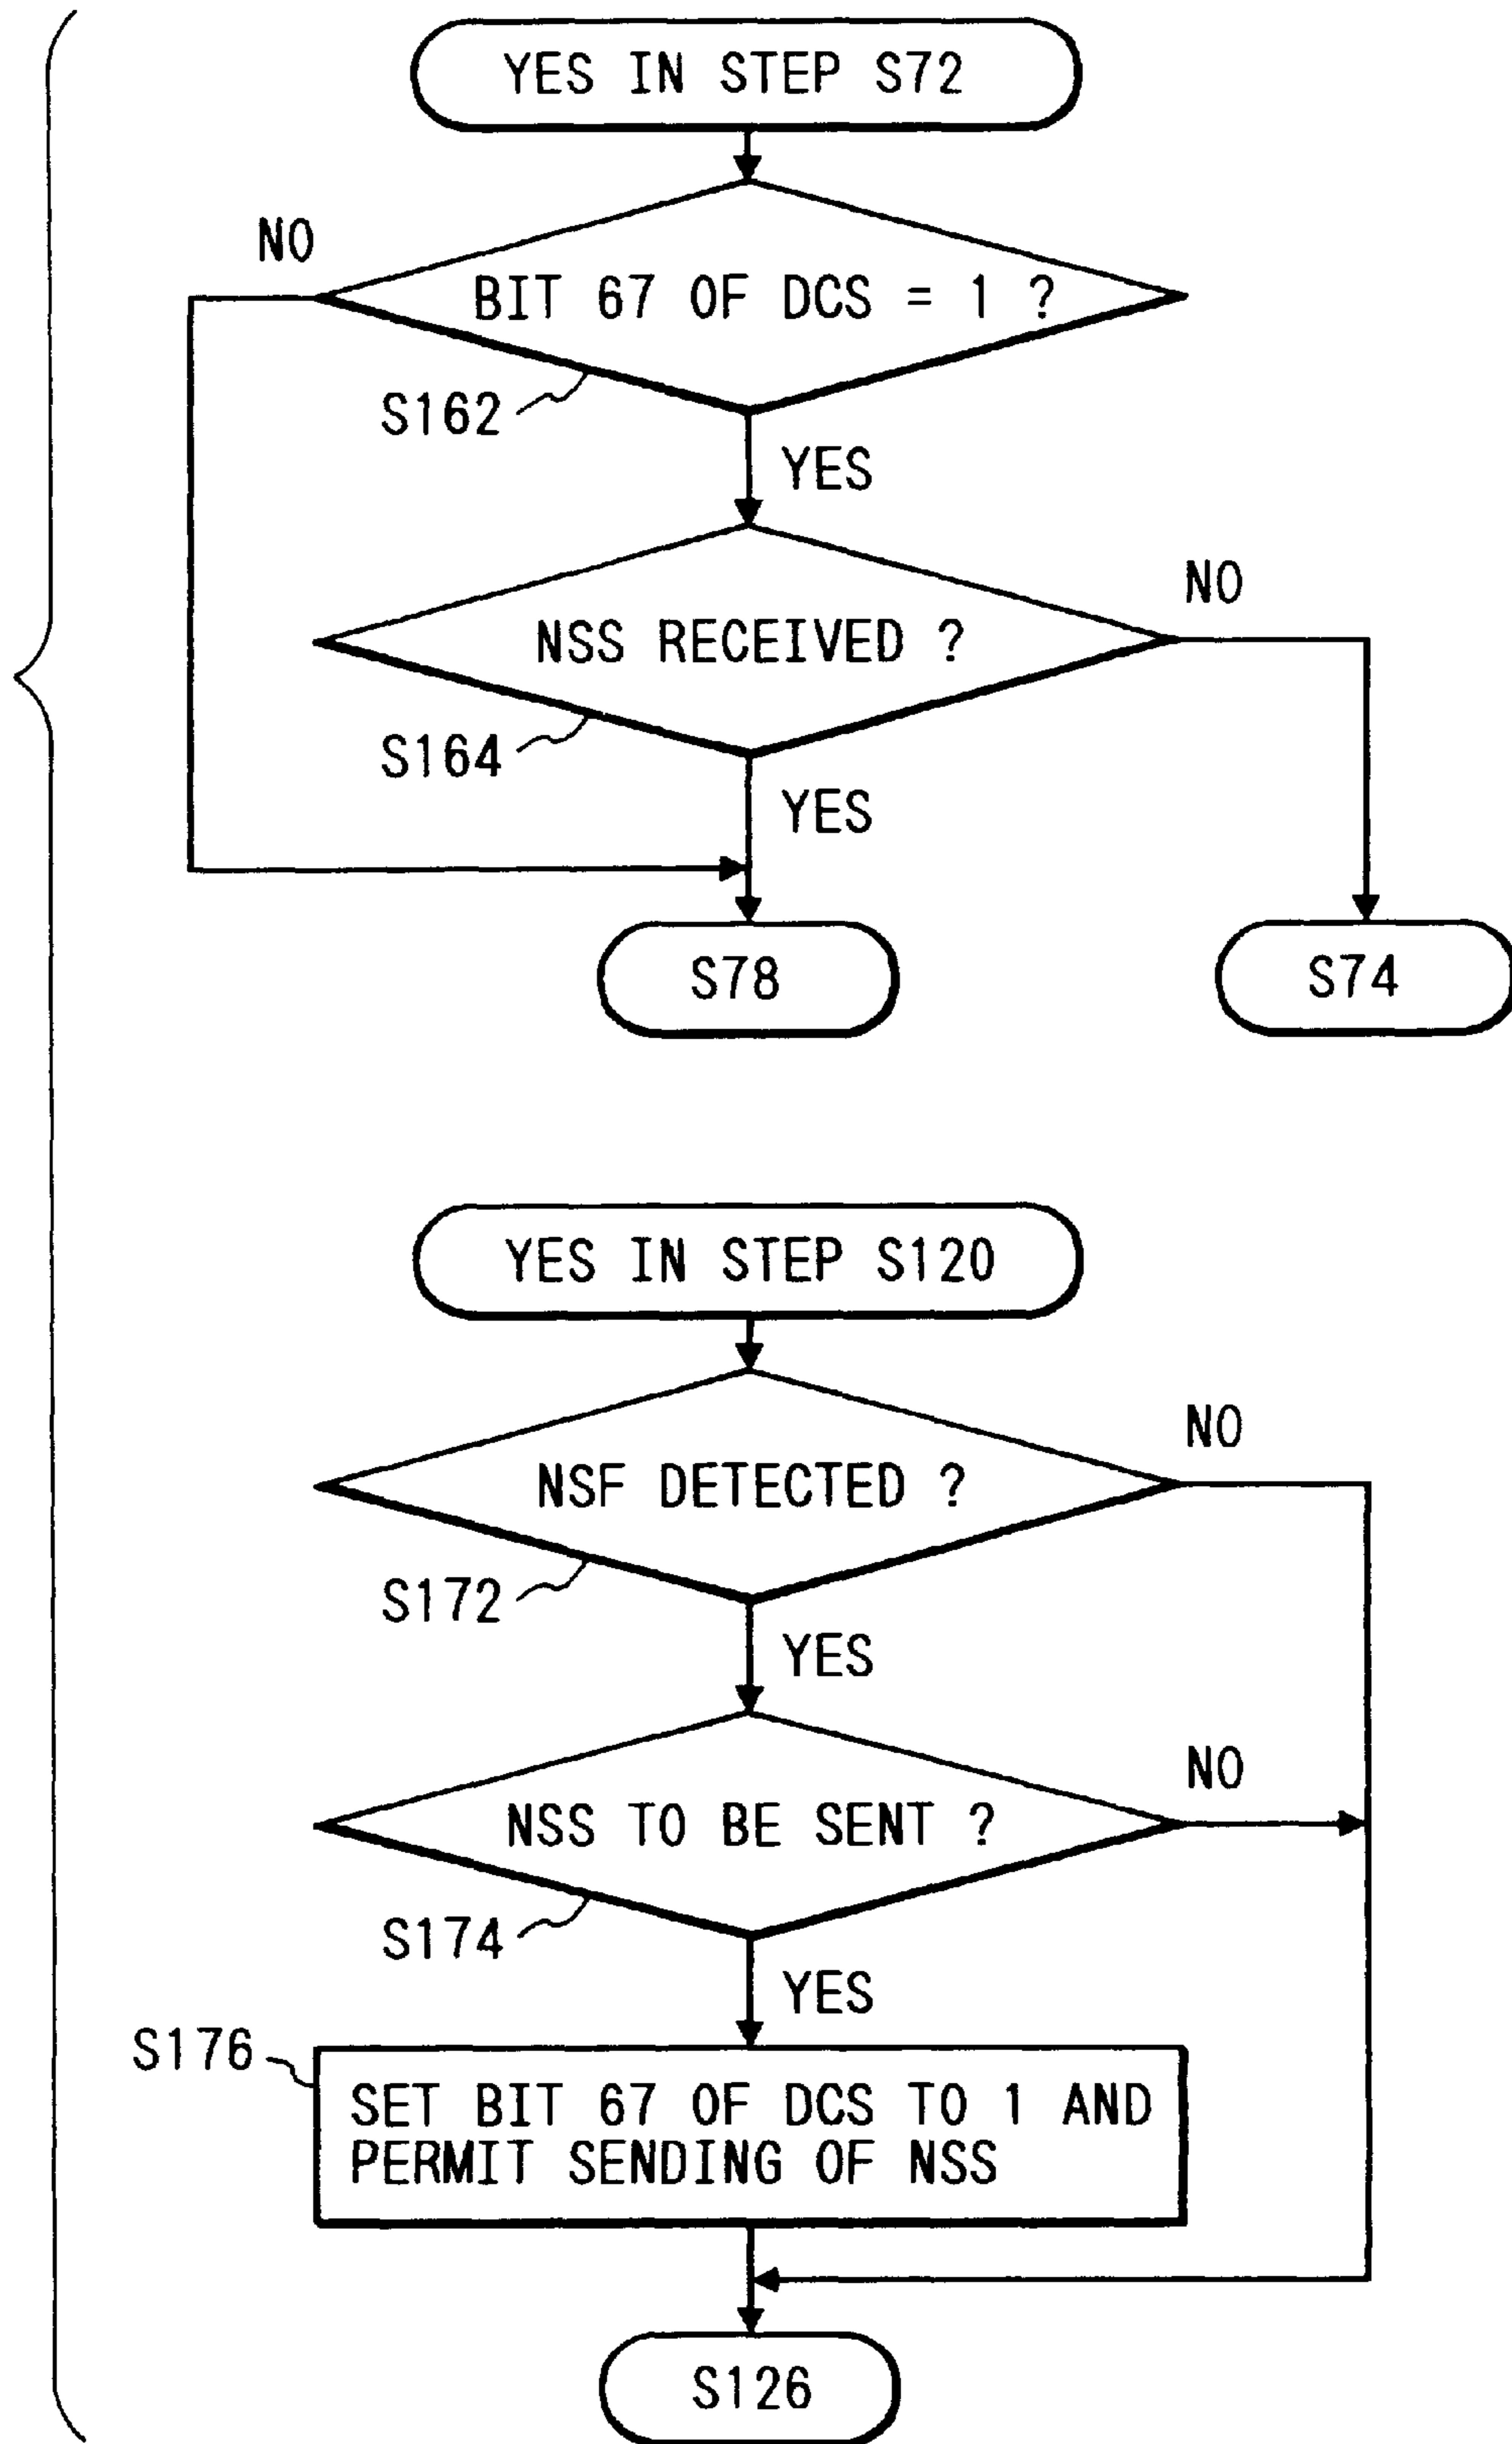 YES IN STEP S72
NO
BIT 67 OF DCS = 1 ?
S162
YES
NO
NSS RECEIVED ?
S164
YES
S78
S74
YES IN STEP S120
NO
NSF DETECTED ?
S172
YES
NO
NSS TO BE SENT ?
S174
YES
S176
SET BIT 67 OF DCS TO 1 AND
PERMIT SENDING OF NSS
S126